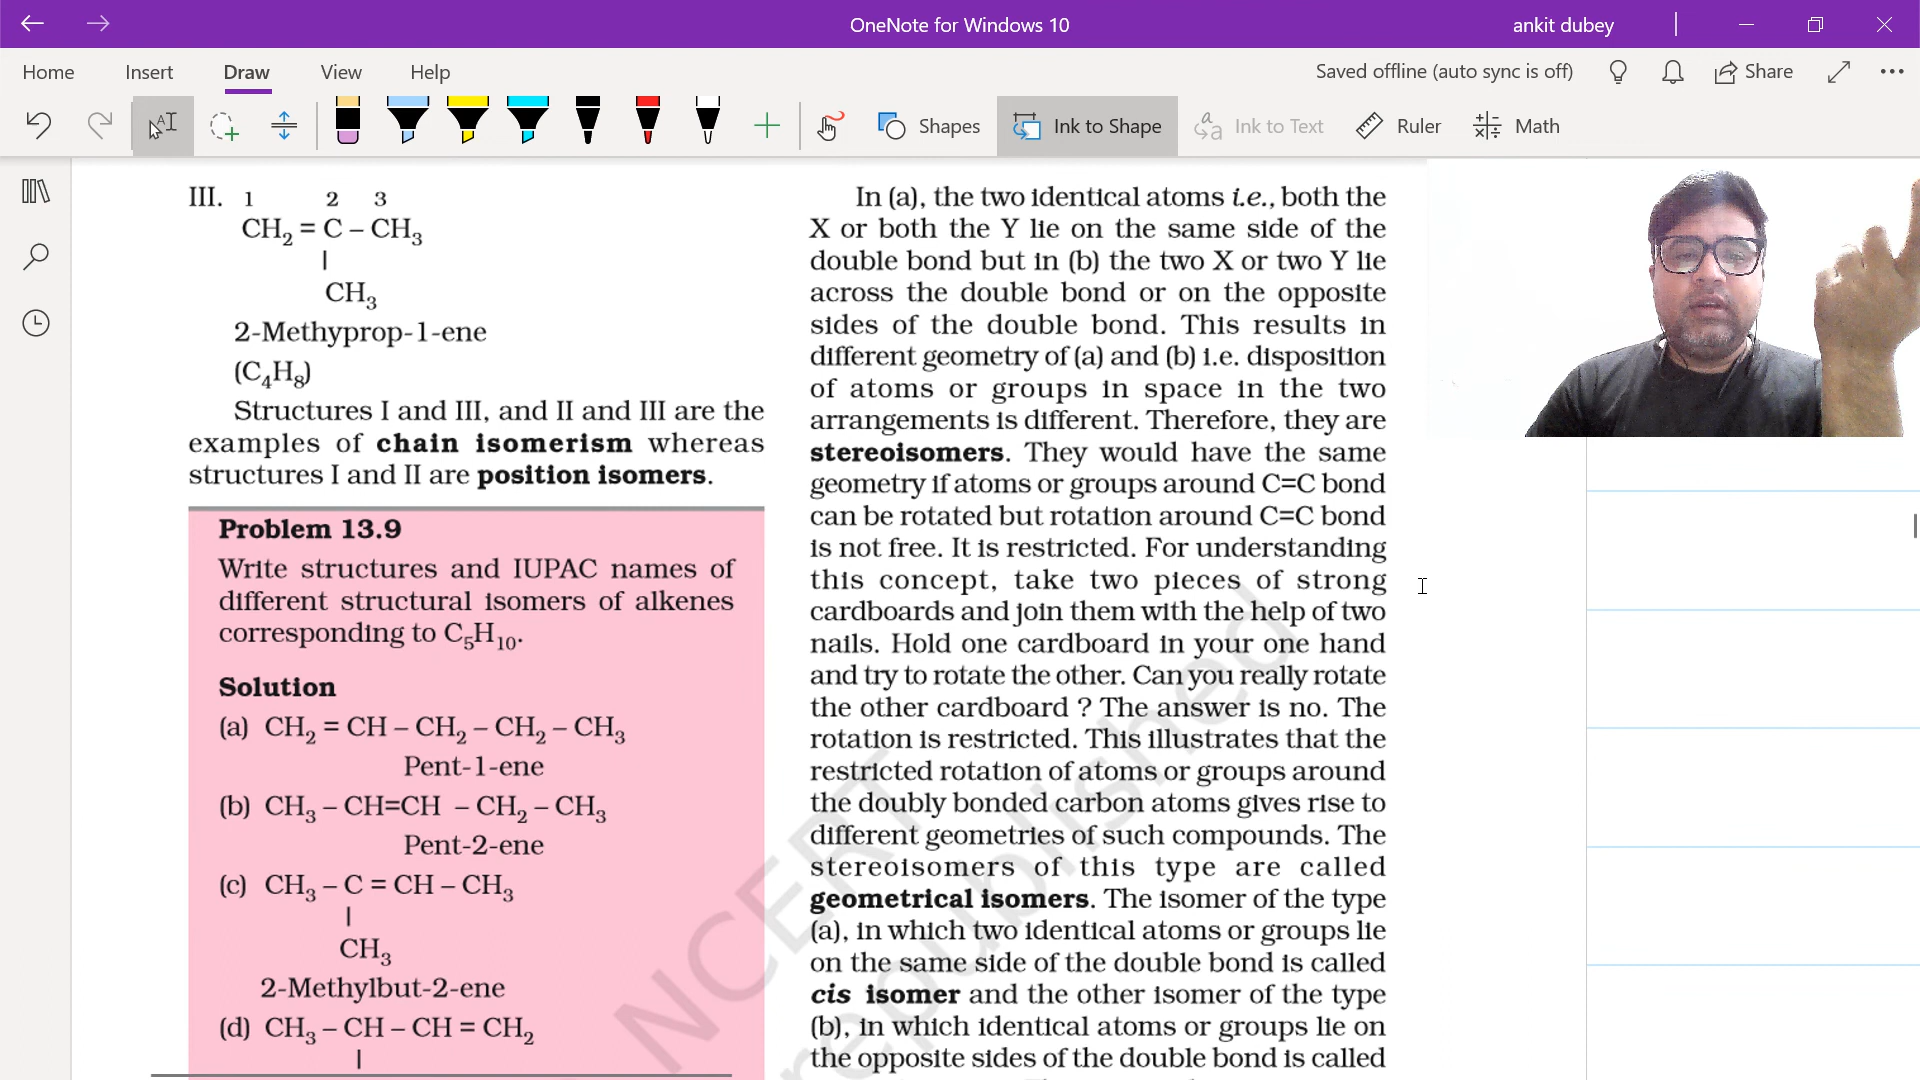 OneNote for Windows 10
ankit dubey
Home Insert Draw View Help
Saved offline (auto sync is off)
Share
Shapes
Ink to Shape
Ink to Text
Ruler
Math
III. 1 2 3
CH₂ = C – CH₃
|
CH₃
2-Methyprop-1-ene
(C₄H₈)
Structures I and III, and II and III are the
examples of chain isomerism whereas
structures I and II are position isomers.
Problem 13.9
Write structures and IUPAC names of
different structural isomers of alkenes
corresponding to C₅H₁₀.
Solution
(a) CH₂ = CH – CH₂ – CH₂ – CH₃
Pent-1-ene
(b) CH₃ – CH=CH – CH₂ – CH₃
Pent-2-ene
(c) CH₃ – C = CH – CH₃
|
CH₃
2-Methylbut-2-ene
(d) CH₃ – CH – CH = CH₂
|
In (a), the two identical atoms i.e., both the
X or both the Y lie on the same side of the
double bond but in (b) the two X or two Y lie
across the double bond or on the opposite
sides of the double bond. This results in
different geometry of (a) and (b) i.e. disposition
of atoms or groups in space in the two
arrangements is different. Therefore, they are
stereoisomers. They would have the same
geometry if atoms or groups around C=C bond
can be rotated but rotation around C=C bond
is not free. It is restricted. For understanding
this concept, take two pieces of strong
cardboards and join them with the help of two
nails. Hold one cardboard in your one hand
and try to rotate the other. Can you really rotate
the other cardboard ? The answer is no. The
rotation is restricted. This illustrates that the
restricted rotation of atoms or groups around
the doubly bonded carbon atoms gives rise to
different geometries of such compounds. The
stereoisomers of this type are called
geometrical isomers. The isomer of the type
(a), in which two identical atoms or groups lie
on the same side of the double bond is called
cis isomer and the other isomer of the type
(b), in which identical atoms or groups lie on
the opposite sides of the double bond is called
NCERT
republished